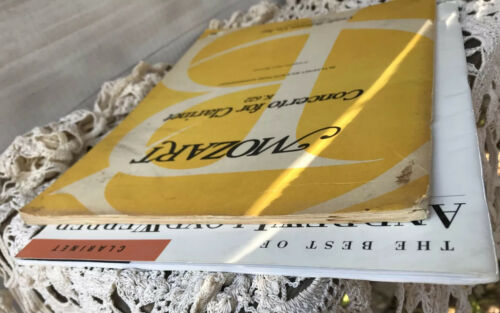 MOZART
Concerto for Clarinet
K. 622
THE BEST OF
ANDREW LLOYD WEBBER
CLARINET